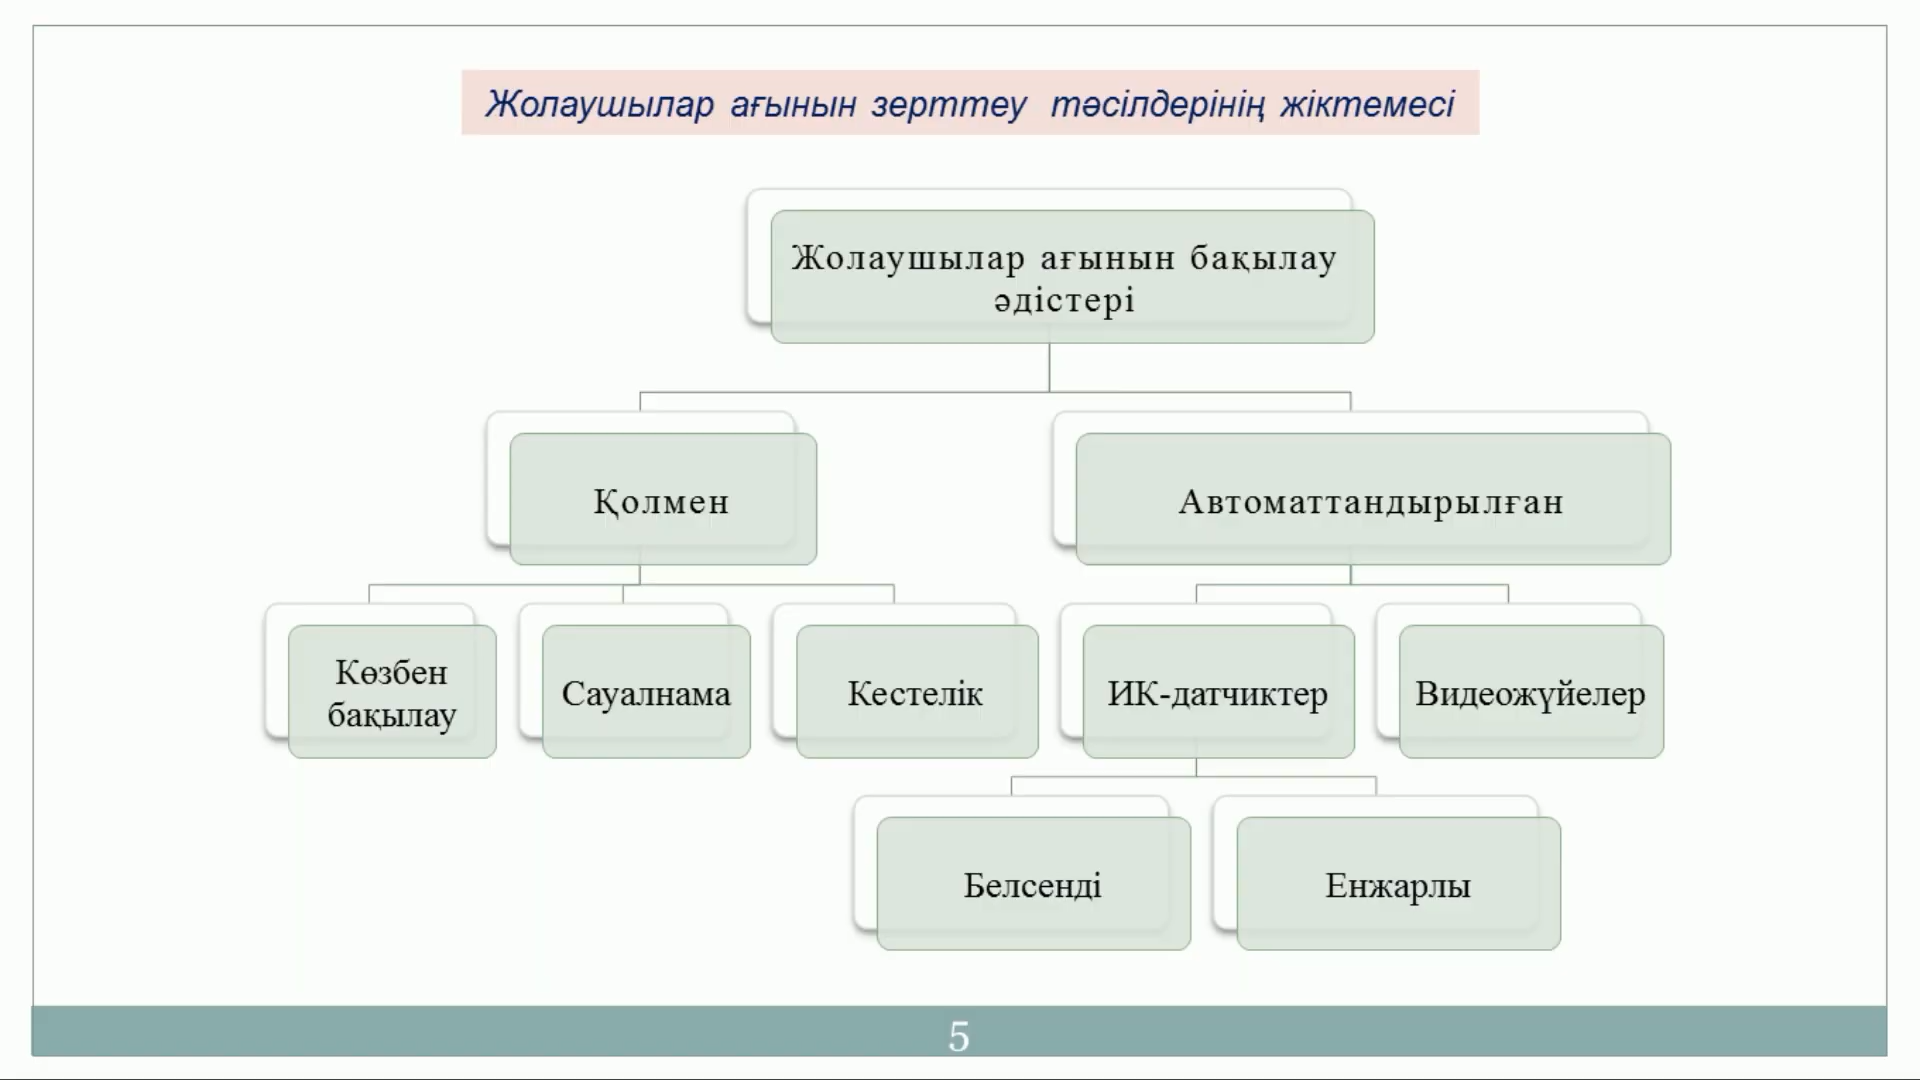 Жолаушылар ағынын зерттеу тәсілдерінің жіктемесі
Жолаушылар ағынын бақылау
әдістері
Қолмен
Автоматтандырылған
Көзбен
бақылау
Сауалнама
Кестелік
ИК-датчиктер
Видеожүйелер
Белсенді
Енжарлы
5